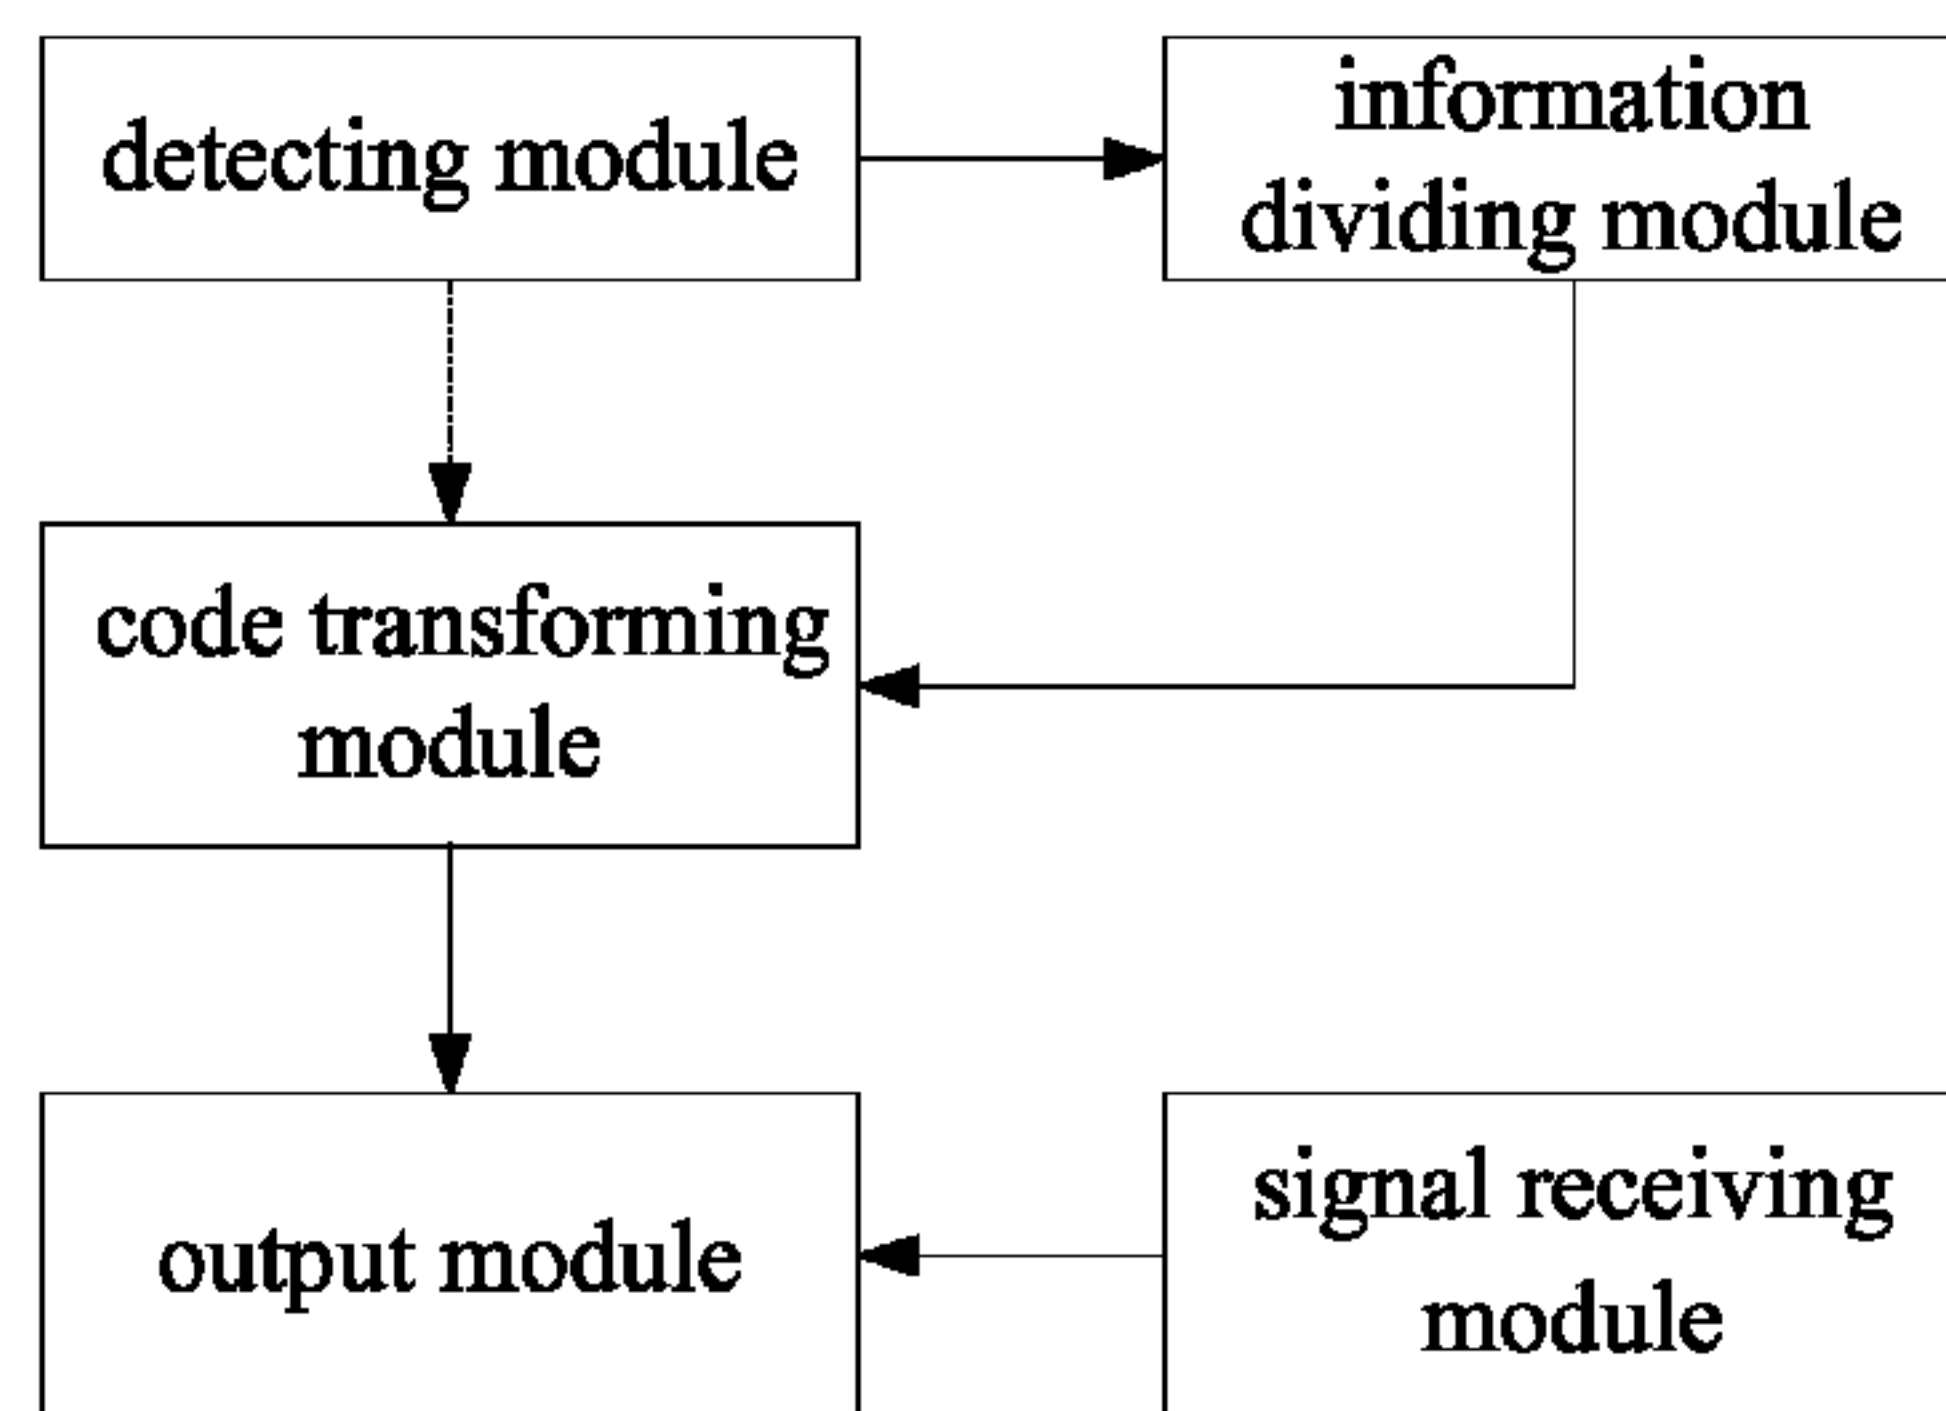 detecting module
information
dividing module
code transforming
module
output module
signal receiving
module